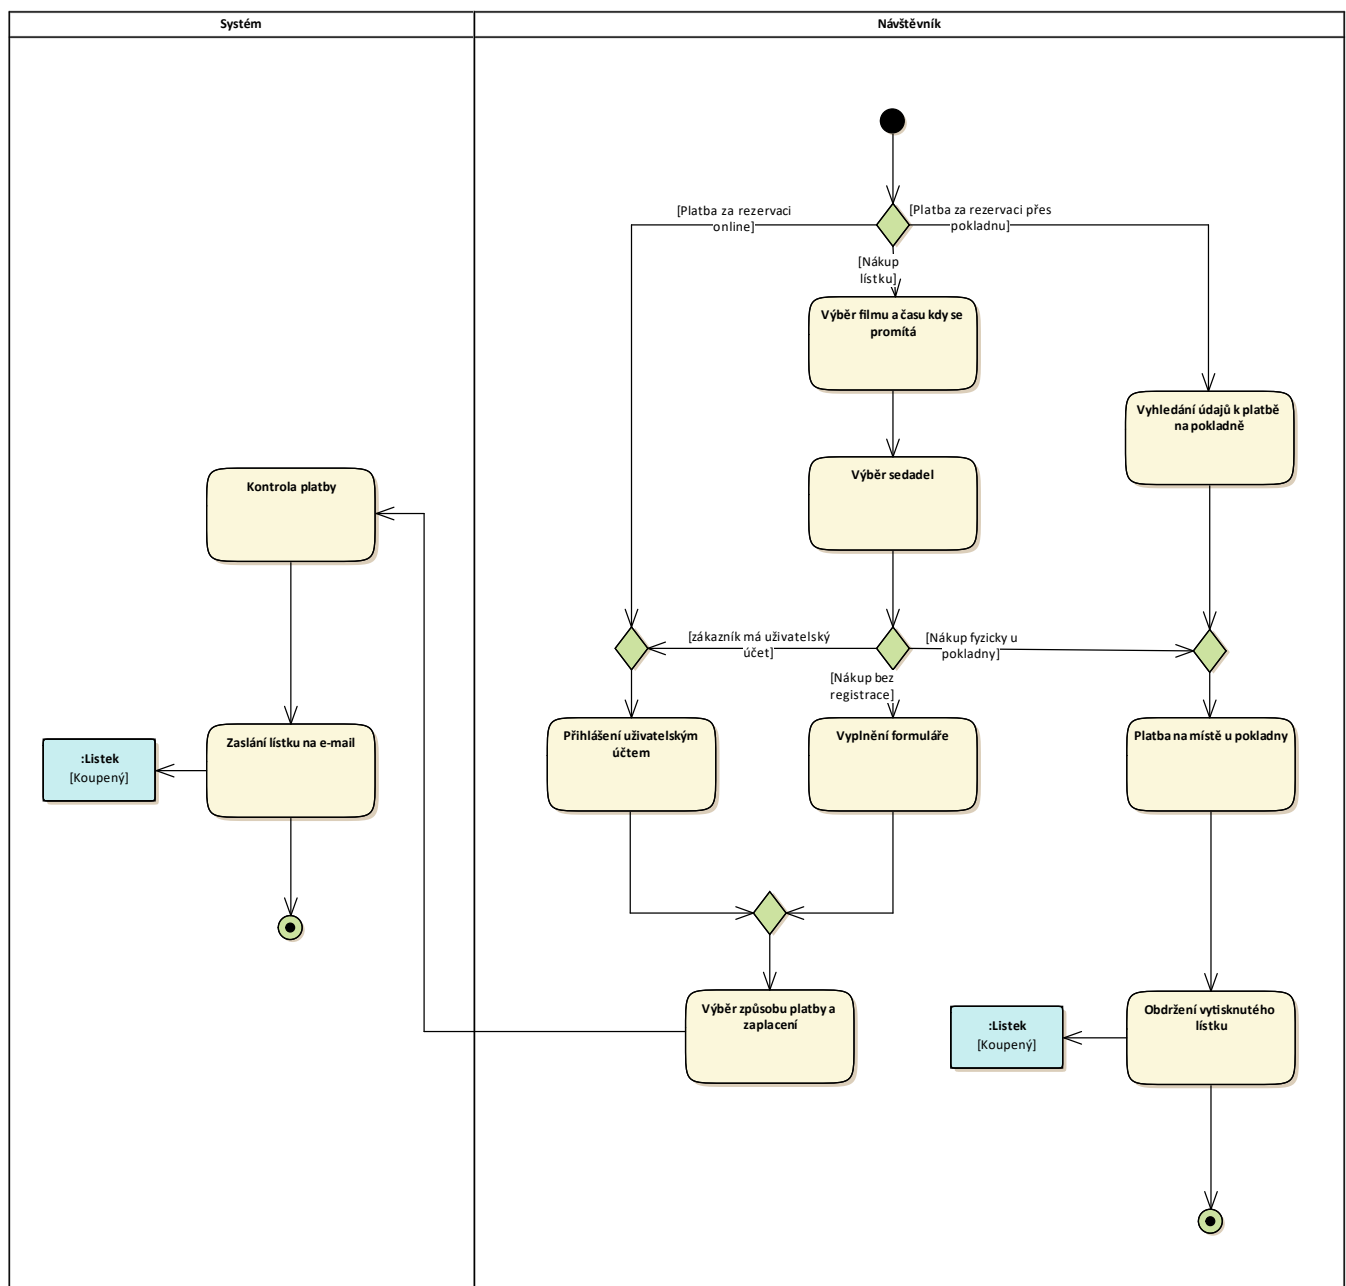 Systém
Návštěvník
[Platba za rezervaci
online]
[Platba za rezervaci přes
pokladnu]
[Nákup
lístku]
Výběr filmu a času kdy se
promítá
Vyhledání údajů k platbě
na pokladně
Kontrola platby
Výběr sedadel
[zákazník má uživatelský
účet]
[Nákup fyzicky u
pokladny]
[Nákup bez
registrace]
Zaslání lístku na e-mail
:Listek
[Koupený]
Přihlášení uživatelským
účtem
Vyplnění formuláře
Platba na místě u pokladny
Výběr způsobu platby a
zaplacení
:Listek
[Koupený]
Obdržení vytisknutého
lístku